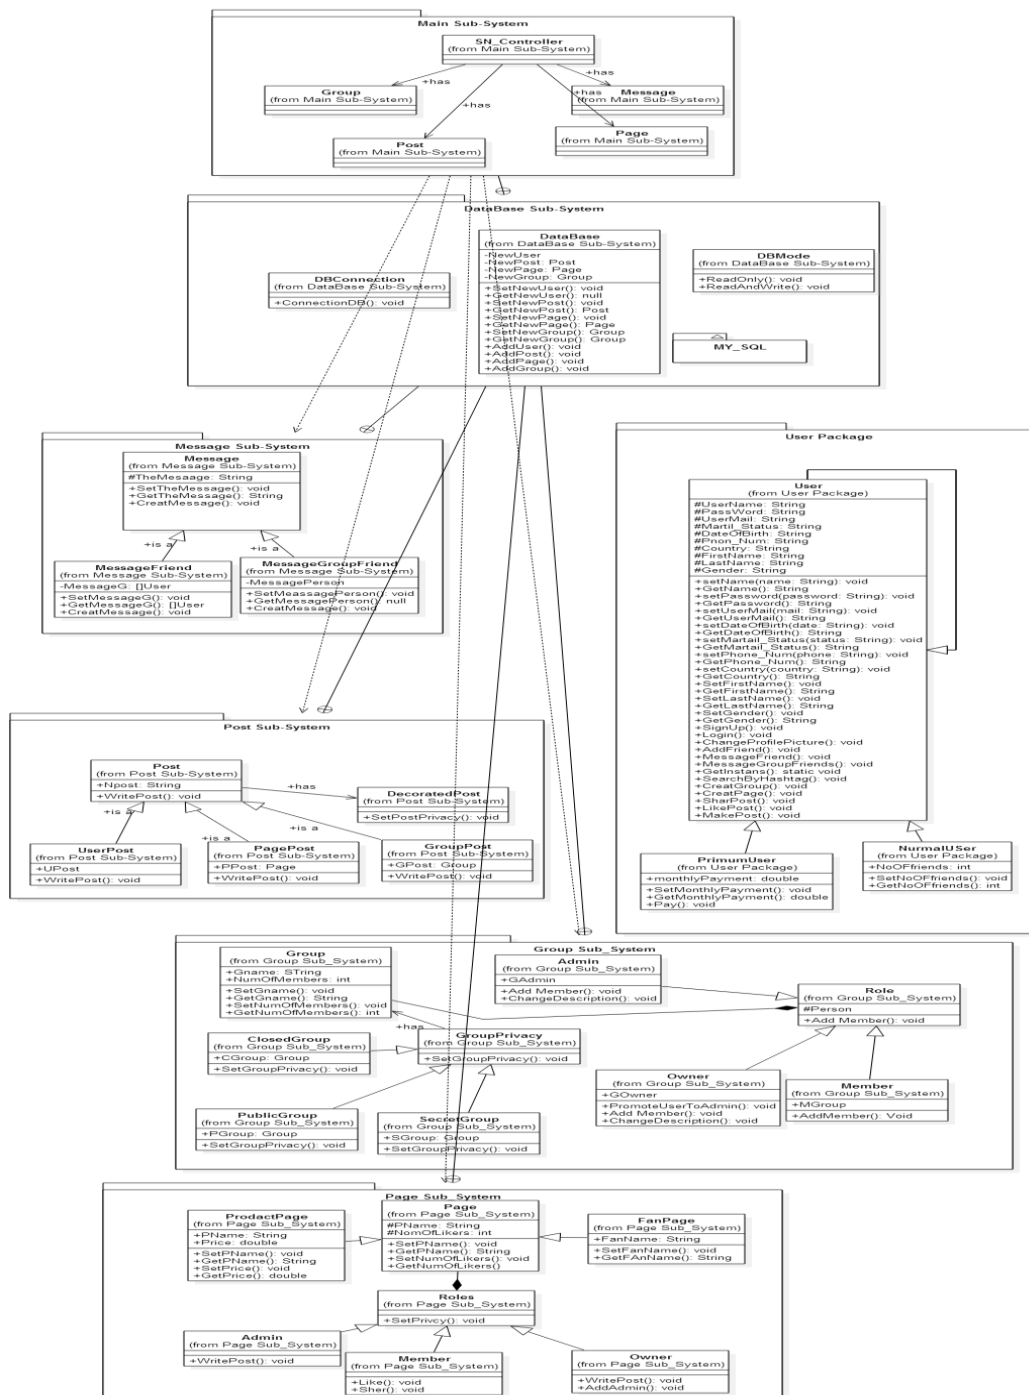 Main Sub-System
SN_Controller
(from Main Sub-System)
+has
+has
Group
(from Main Sub-System)
+has
+has
Message
(from Main Sub-System)
Page
(from Main Sub-System)
Post
(from Main Sub-System)
DataBase Sub-System
DataBase
(from DataBase Sub-System)
-NewUser
-NewPost: Post
-NewPage: Page
-NewGroup: Group
+SetNewUser(): void
+GetNewUser(): null
+SetNewPost(): void
+GetNewPost(): Post
+SetNewPage(): void
+GetNewPage(): Page
+SetNewGroup(): Group
+GetNewGroup(): Group
+AddUser(): void
+AddPost(): void
+AddPage(): void
+AddGroup(): void
DBConnection
(from DataBase Sub-System)
+ConnectionDB(): void
DBMode
(from DataBase Sub-System)
+ReadOnly(): void
+ReadAndWrite(): void
MY_SQL
Message Sub-System
Message
(from Message Sub-System)
#TheMesaage: String
+SetTheMessage(): void
+GetTheMessage(): String
+CreatMessage(): void
+is a
+is a
MessageFriend
(from Message Sub-System)
-MessageG: []User
+SetMessageG(): void
+GetMessageG(): []User
+CreatMessage(): void
MessageGroupFriend
(from Message Sub-System)
-MessagePerson
+SetMeassagePerson(): void
+GetMessagePerson(): null
+CreatMessage(): void
User Package
User
(from User Package)
#UserName: String
#PassWord: String
#UserMail: String
#Martil_Status: String
#DateOfBirth: String
#Pnon_Num: String
#Country: String
#FirstName: String
#LastName: String
#Gender: String
+setName(name: String): void
+GetName(): String
+setPassword(password: String): void
+GetPassword(): String
+setUserMail(mail: String): void
+GetUserMail(): String
+setDateOfBirth(date: String): void
+GetDateOfBirth(): String
+setMartail_Status(status: String): void
+GetMartail_Status(): String
+setPhone_Num(phone: String): void
+GetPhone_Num(): String
+setCountry(country: String): void
+GetCountry(): String
+SetFirstName(): void
+GetFirstName(): String
+SetLastName(): void
+GetLastName(): String
+SetGender(): void
+GetGender(): String
+SignUp(): void
+Login(): void
+ChangeProfilePicture(): void
+AddFriend(): void
+MessageFriend(): void
+MessageGroupFriends(): void
+GetInstans(): static void
+SearchByHashtag(): void
+CreatGroup(): void
+CreatPage(): void
+SharPost(): void
+LikePost(): void
+MakePost(): void
PrimumUser
(from User Package)
+monthlyPayment: double
+SetMonthlyPayment(): void
+GetMonthlyPayment(): double
+Pay(): void
NurmalUSer
(from User Package)
+NoOFfriends: int
+SetNoOFfriends(): void
+GetNoOFfriends(): int
Post Sub-System
Post
(from Post Sub-System)
+Npost: String
+WritePost(): void
+has
DecoratedPost
(from Post Sub-System)
+SetPostPrivacy(): void
+is a
+is a
+is a
UserPost
(from Post Sub-System)
+UPost
+WritePost(): void
PagePost
(from Post Sub-System)
+PPost: Page
+WritePost(): void
GroupPost
(from Post Sub-System)
+GPost: Group
+WritePost(): void
Group Sub_System
Group
(from Group Sub_System)
+Gname: STring
+NumOfMembers: int
+SetGname(): void
+GetGname(): String
+SetNumOfMembers(): void
+GetNumOfMembers(): int
Admin
(from Group Sub_System)
+GAdmin
+Add Member(): void
+ChangeDescription(): void
Role
(from Group Sub_System)
#Person
+Add Member(): void
+has
ClosedGroup
(from Group Sub_System)
+CGroup: Group
+SetGroupPrivacy(): void
GroupPrivacy
(from Group Sub_System)
+SetGroupPrivacy(): void
PublicGroup
(from Group Sub_System)
+PGroup: Group
+SetGroupPrivacy(): void
SecretGroup
(from Group Sub_System)
+SGroup: Group
+SetGroupPrivacy(): void
Owner
(from Group Sub_System)
+GOwner
+PromoteUserToAdmin(): void
+Add Member(): void
+ChangeDescription(): void
Member
(from Group Sub_System)
+MGroup
+AddMember(): Void
Page Sub_System
ProdactPage
(from Page Sub_System)
+PName: String
+Price: double
+SetPName(): void
+GetPName(): String
+SetPrice(): void
+GetPrice(): double
Page
(from Page Sub_System)
#PName: String
#NomOfLikers: int
+SetPName(): void
+GetPName(): String
+SetNumOfLikers(): void
+GetNumOfLikers()
FanPage
(from Page Sub_System)
+FanName: String
+SetFanName(): void
+GetFAnName(): String
Roles
(from Page Sub_System)
+SetPrivcy(): void
Admin
(from Page Sub_System)
+WritePost(): void
Member
(from Page Sub_System)
+Like(): void
+Sher(): void
Owner
(from Page Sub_System)
+WritePost(): void
+AddAdmin(): void